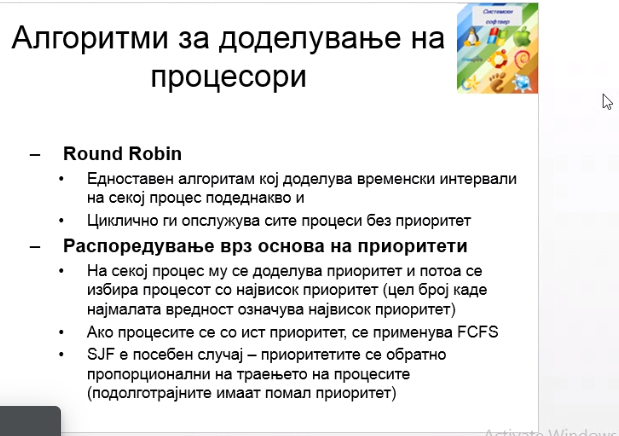 Алгоритми за доделување на
процесори
Системски
софтвер
– Round Robin
• Едноставен алгоритам кој доделува временски интервали
на секој процес подеднакво и
• Циклично ги опслужува сите процеси без приоритет
– Распоредување врз основа на приоритети
• На секој процес му се доделува приоритет и потоа се
избира процесот со највисок приоритет (цел број каде
најмалата вредност означува највисок приоритет)
• Ако процесите се со ист приоритет, се применува FCFS
• SJF е посебен случај – приоритетите се обратно
пропорционални на траењето на процесите
(подолготрајните имаат помал приоритет)
Activate Windows